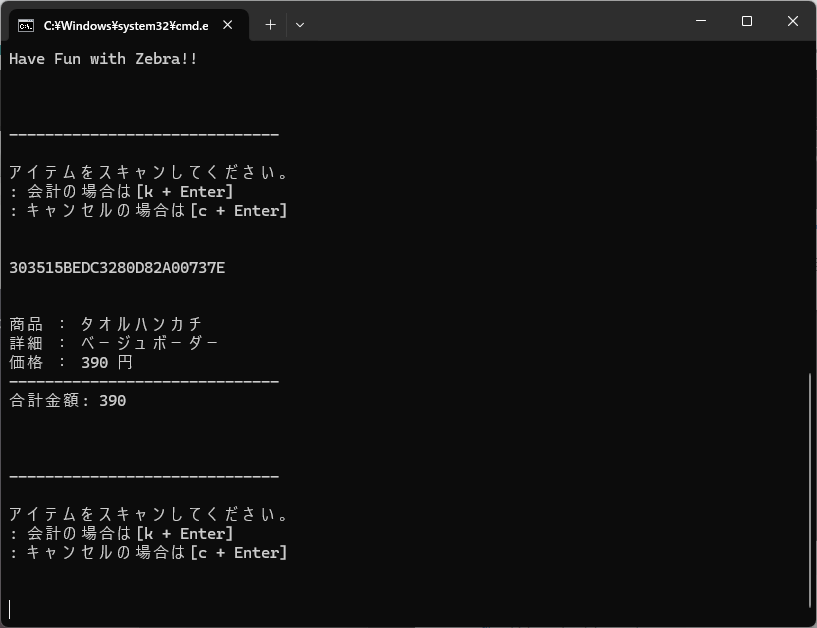 C:¥Windows¥system32¥cmd.e
Have Fun with Zebra!!
------------------------------
アイテムをスキャンしてください。
: 会計の場合は[k + Enter]
: キャンセルの場合は[c + Enter]
303515BEDC3280D82A00737E
商品 : タオルハンカチ
詳細 : ベージュボーダー
価格 : 390 円
------------------------------
合計金額: 390
------------------------------
アイテムをスキャンしてください。
: 会計の場合は[k + Enter]
: キャンセルの場合は[c + Enter]